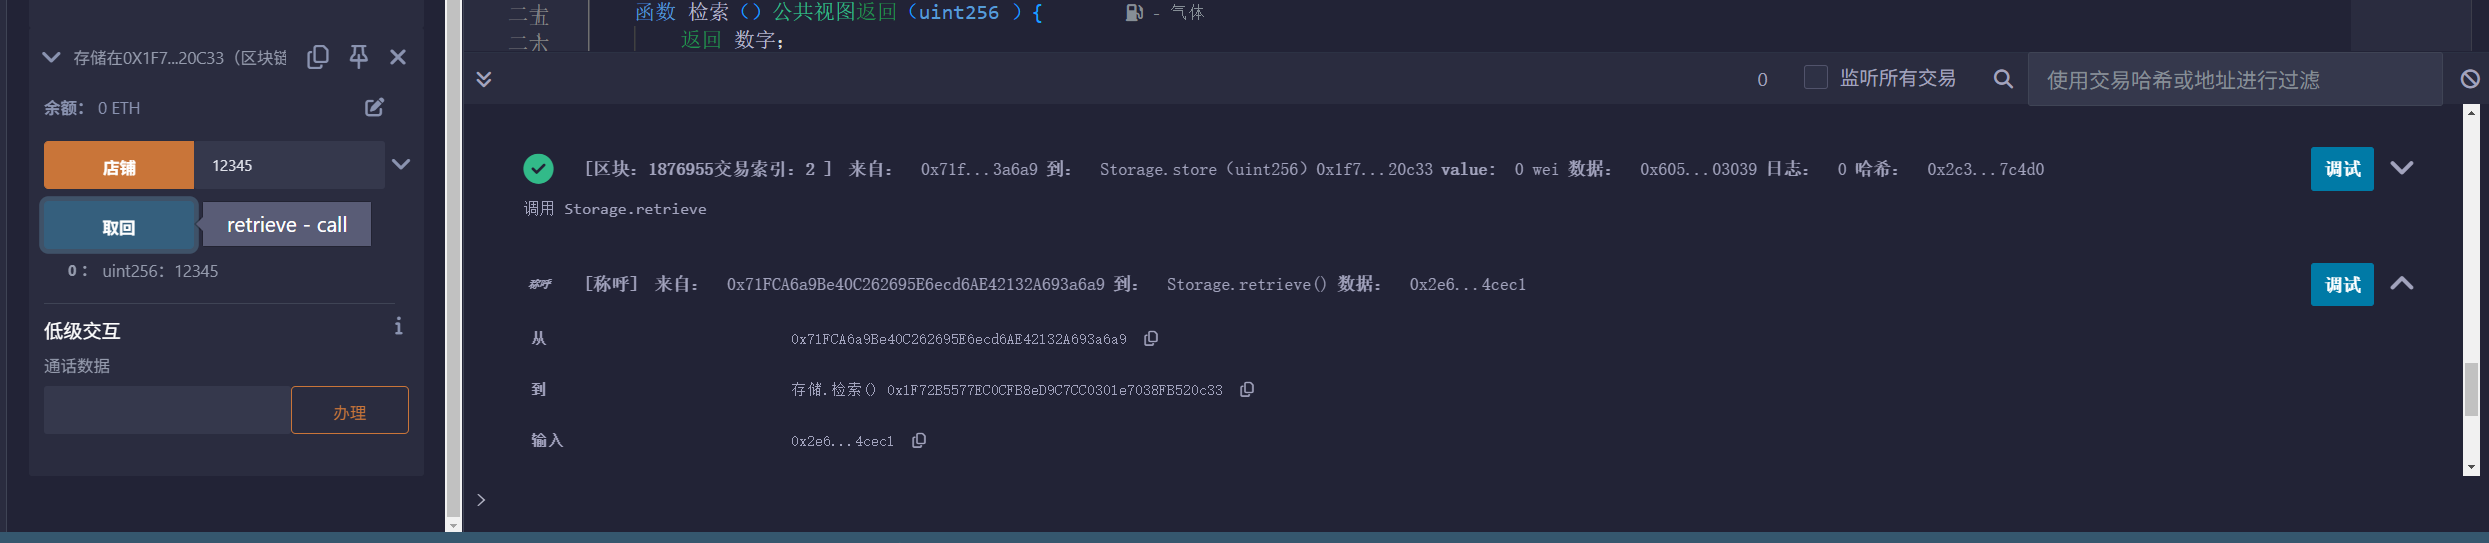 存储在0X1F7...20C33（区块链
余额： 0 ETH
店铺 12345
取回 retrieve - call
0： uint256：12345
低级交互
通话数据
办理
二十五 函数 检索（）公共视图返回（uint256 ）{ - 气体
返回 数字；
0 监听所有交易 使用交易哈希或地址进行过滤
[区块：1876955交易索引：2 ] 来自： 0x71f...3a6a9 到： Storage.store（uint256）0x1f7...20c33 value： 0 wei 数据： 0x605...03039 日志： 0 哈希： 0x2c3...7c4d0 调试
调用 Storage.retrieve
称呼 [称呼] 来自： 0x71FCA6a9Be40C262695E6ecd6AE42132A693a6a9 到： Storage.retrieve() 数据： 0x2e6...4cec1 调试
从 0x71FCA6a9Be40C262695E6ecd6AE42132A693a6a9
到 存储.检索() 0x1F72B5577EC0CFB8eD9C7CC0301e7038FB520c33
输入 0x2e6...4cec1
>